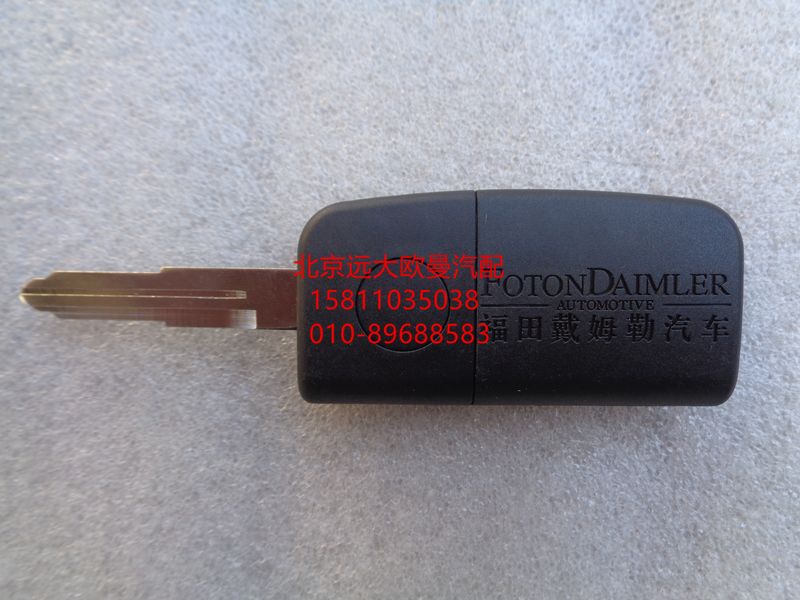 北京远大欧曼汽配
15811035038
010-89688583
FOTONDAIMLER
AUTOMOTIVE
福田戴姆勒汽车